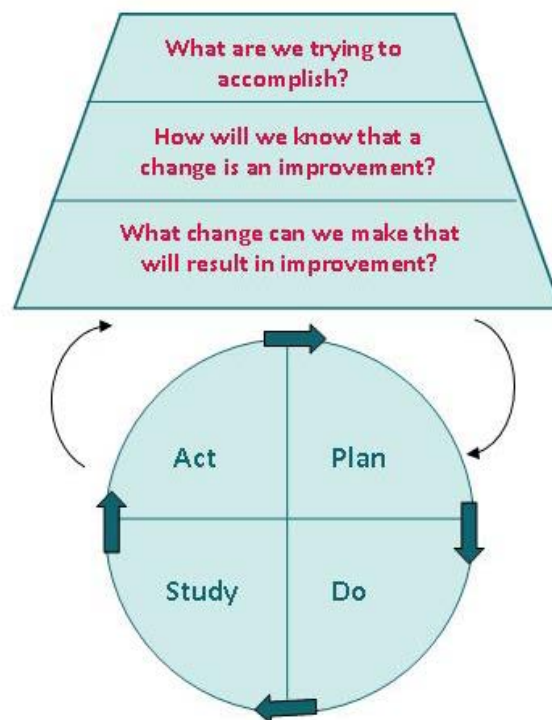 What are we trying to
accomplish?
How will we know that a
change is an improvement?
What change can we make that
will result in improvement?
Act
Plan
Study
Do